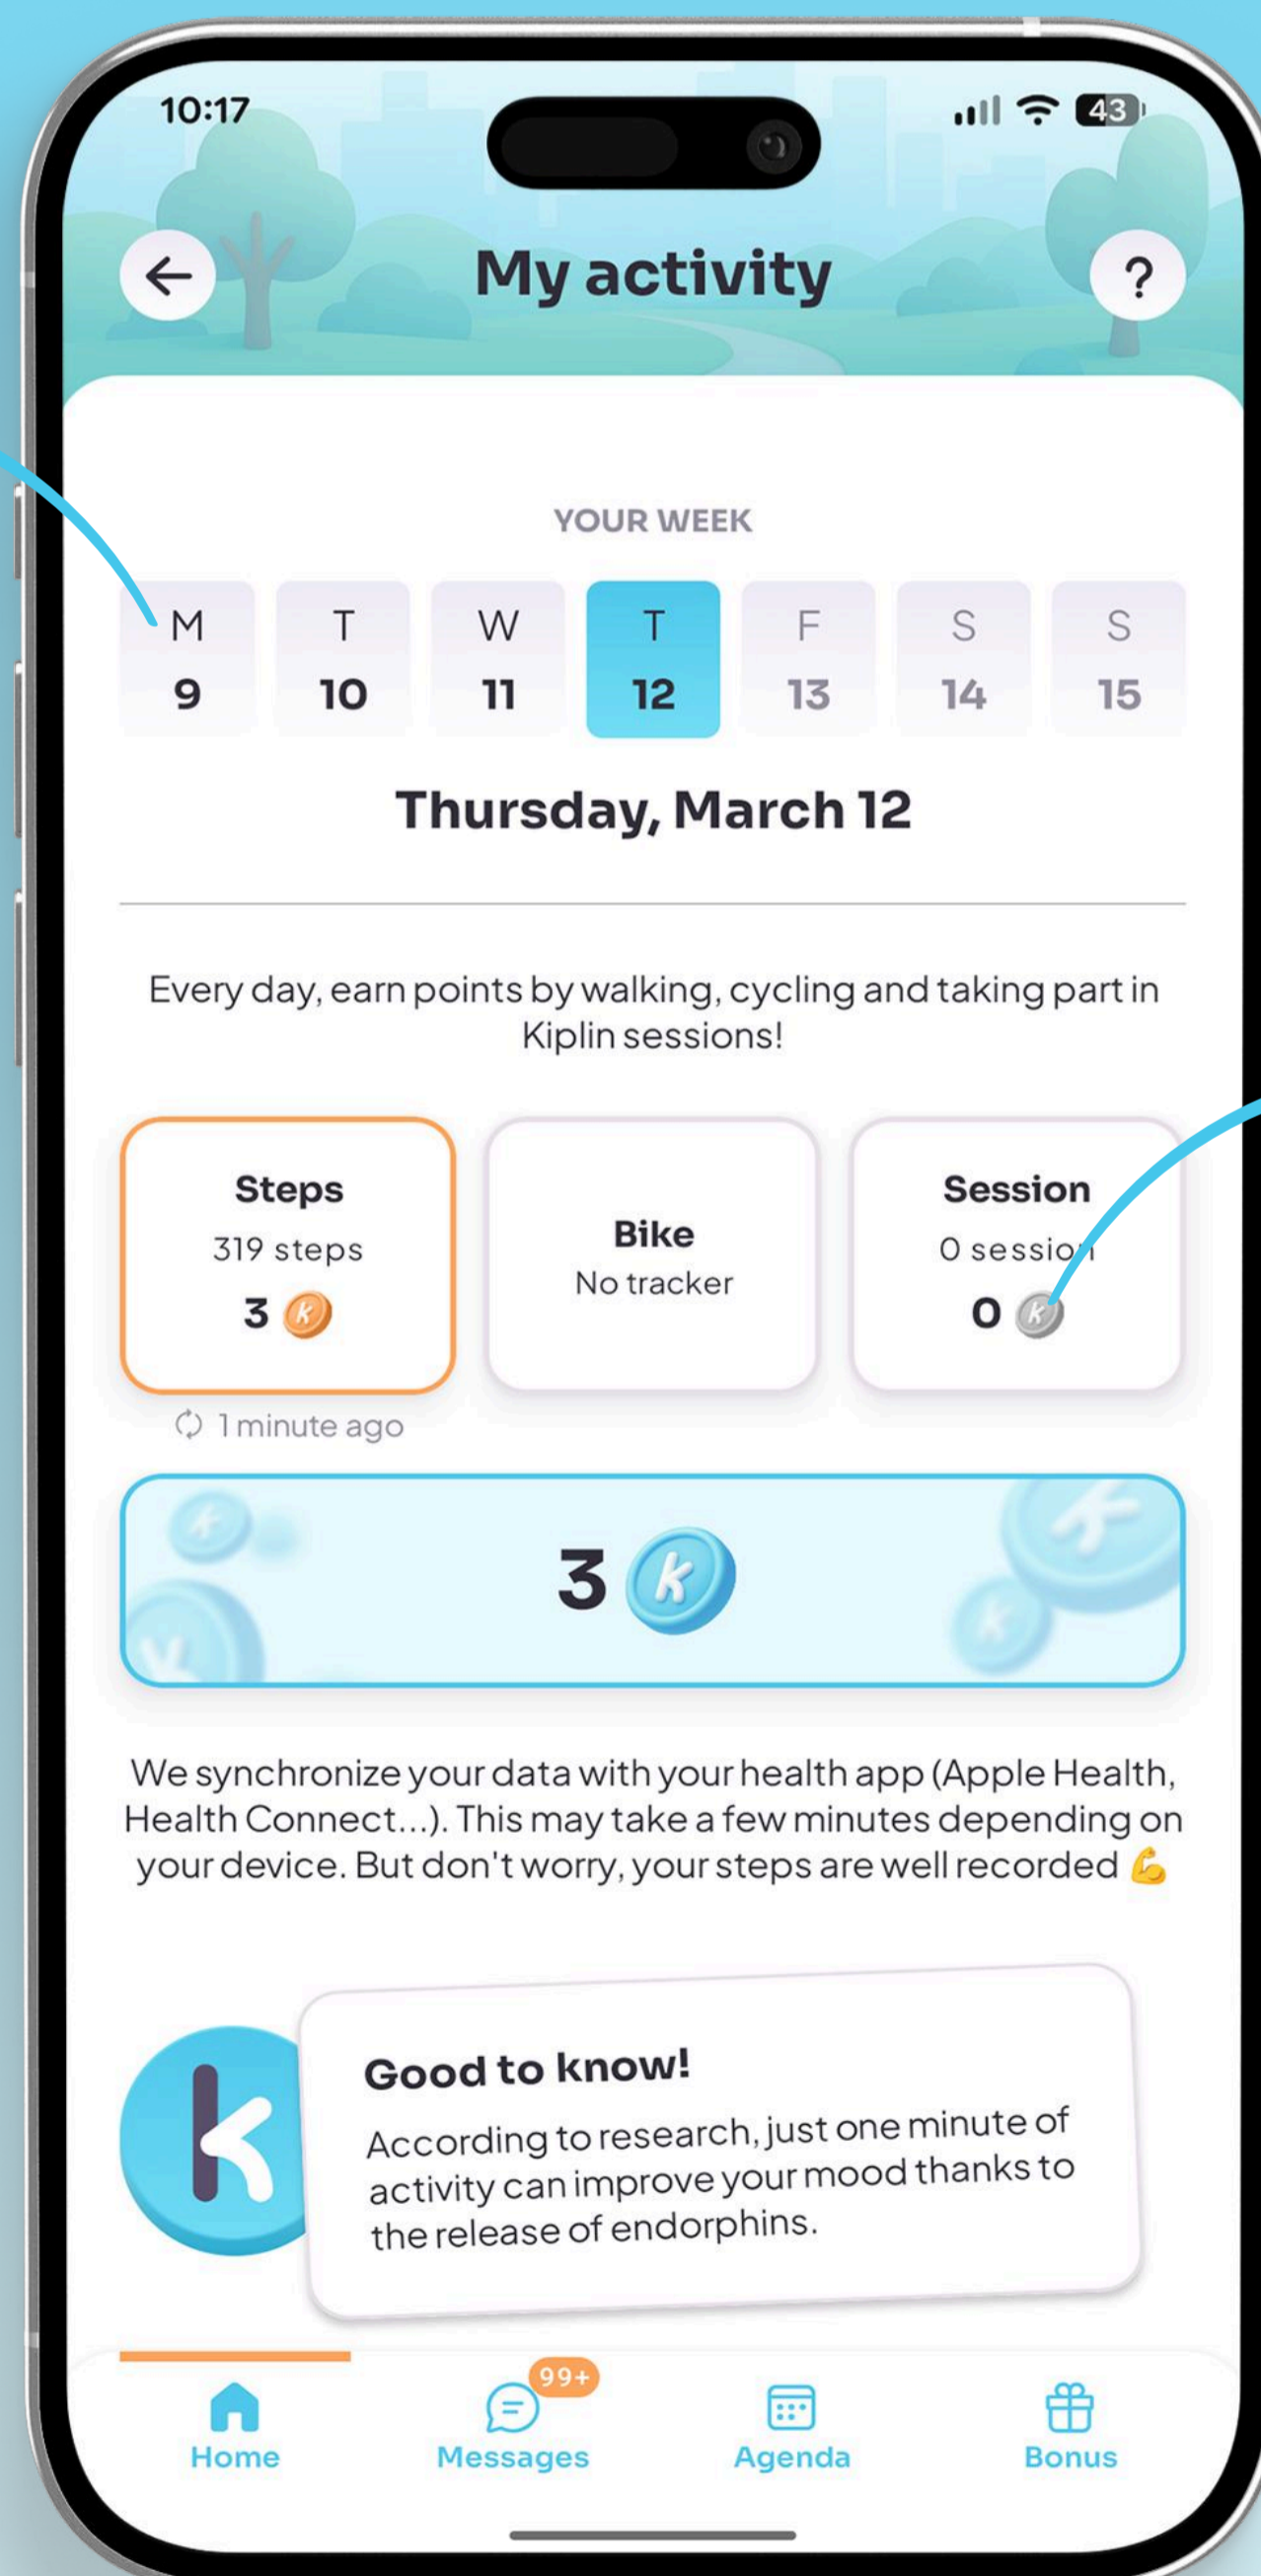 10:17
43
My activity
?
YOUR WEEK
M T W T F S S
9 10 11 12 13 14 15
Thursday, March 12
Every day, earn points by walking, cycling and taking part in
Kiplin sessions!
Steps
319 steps
3 k
Bike
No tracker
Session
0 session
0 k
1 minute ago
3 k
We synchronize your data with your health app (Apple Health,
Health Connect...). This may take a few minutes depending on
your device. But don't worry, your steps are well recorded 💪
k
Good to know!
According to research, just one minute of
activity can improve your mood thanks to
the release of endorphins.
99+
Home Messages Agenda Bonus